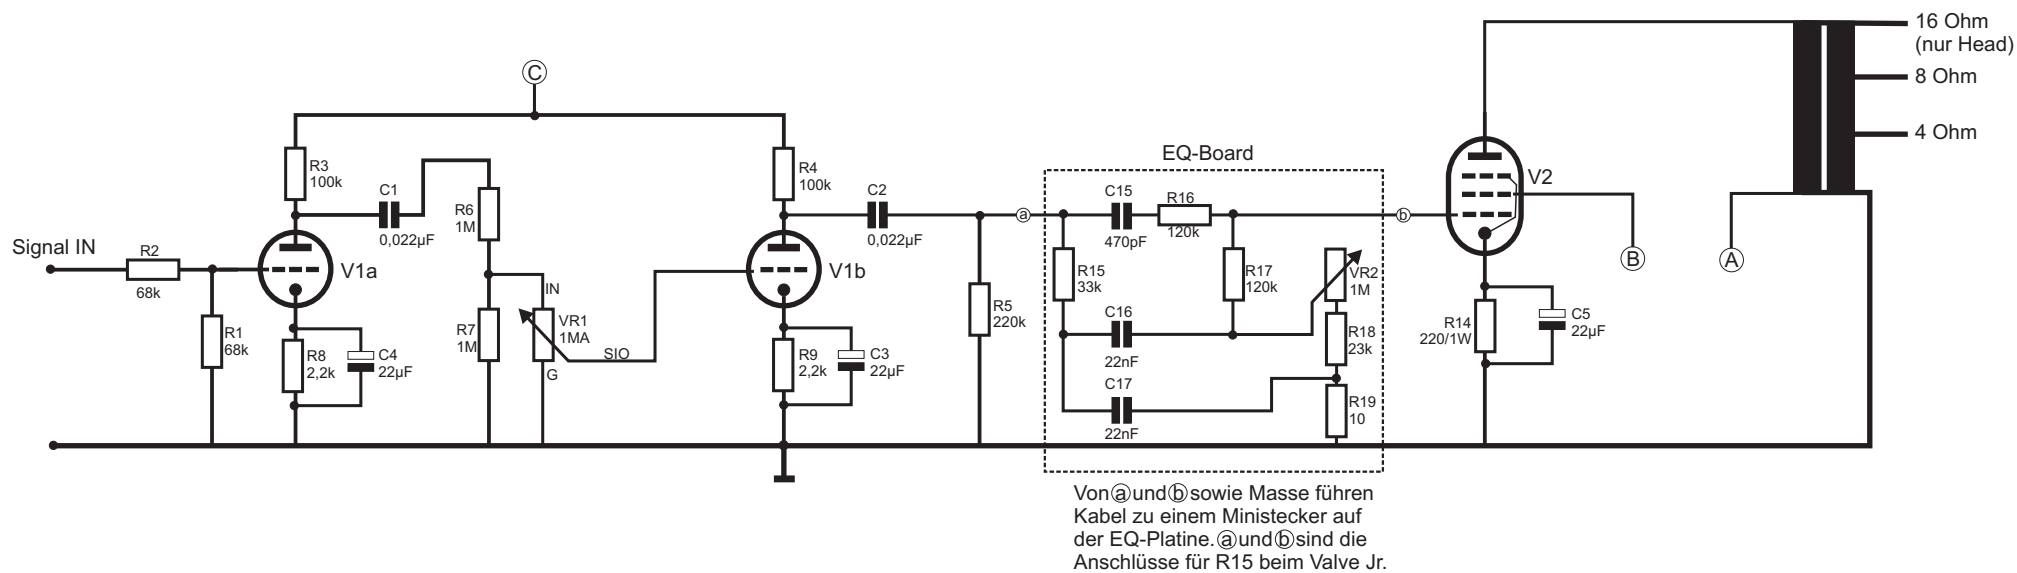 16 Ohm
(nur Head)
8 Ohm
4 Ohm
C
EQ-Board
R3
100k
C1
0,022µF
R6
1M
R4
100k
C2
0,022µF
a
C15
470pF
R16
120k
b
V2
Signal IN
R2
68k
V1a
IN
VR1
1MA
SIO
G
V1b
R15
33k
R17
120k
VR2
1M
B
A
R1
68k
R7
1M
R5
220k
C16
22nF
R18
23k
R14
220/1W
C5
22µF
R8
2,2k
C4
22µF
R9
2,2k
C3
22µF
C17
22nF
R19
10
Von ⓐ und ⓑ sowie Masse führen
Kabel zu einem Ministecker auf
der EQ-Platine. ⓐ und ⓑ sind die
Anschlüsse für R15 beim Valve Jr.